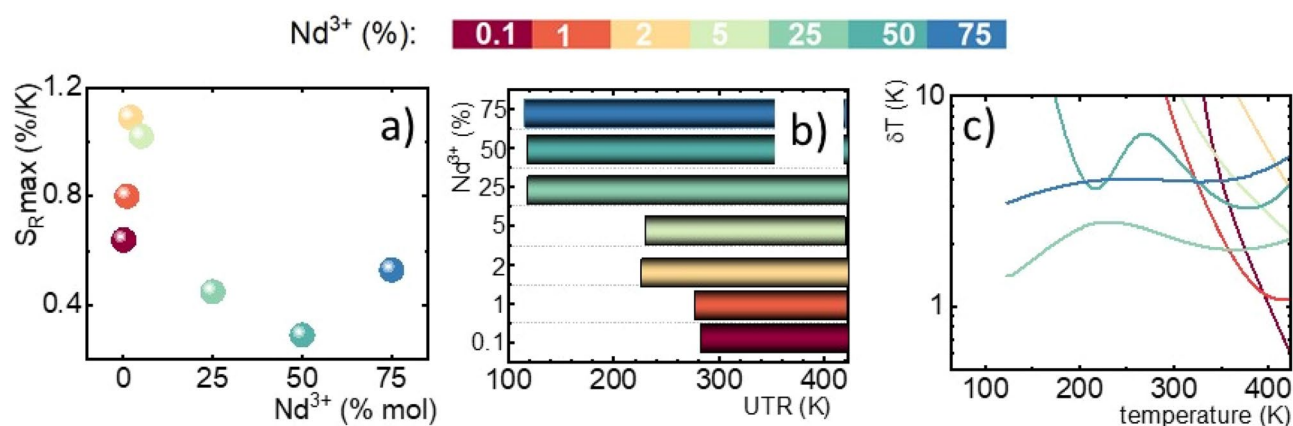 Nd³⁺ (%): 0.1 1 2 5 25 50 75
a)
S_Rmax (%/K)
1.2
0.8
0.4
0 25 50 75
Nd³⁺ (% mol)
b)
Nd³⁺ (%)
75
50
25
5
2
1
0.1
100 200 300 400
UTR (K)
c)
δT (K)
10
1
100 200 300 400
temperature (K)